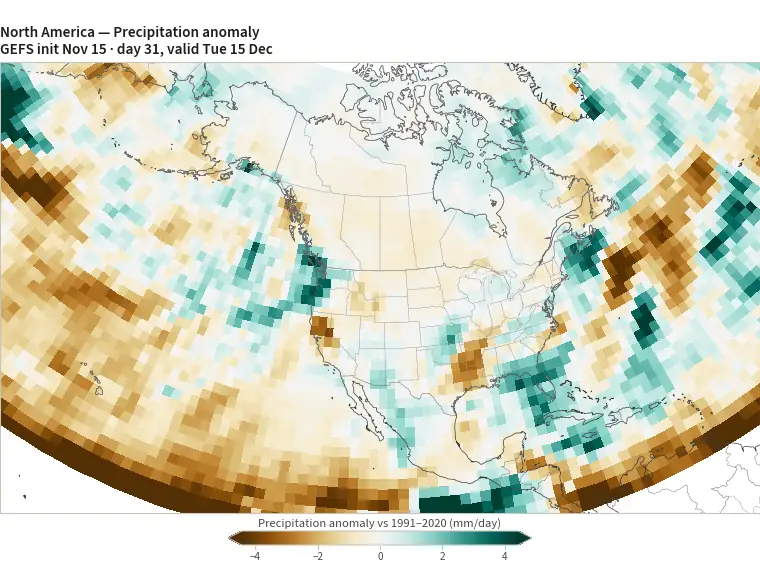 North America — Precipitation anomaly
GEFS init Nov 15 · day 31, valid Tue 15 Dec
Precipitation anomaly vs 1991–2020 (mm/day)
−4 −2 0 2 4